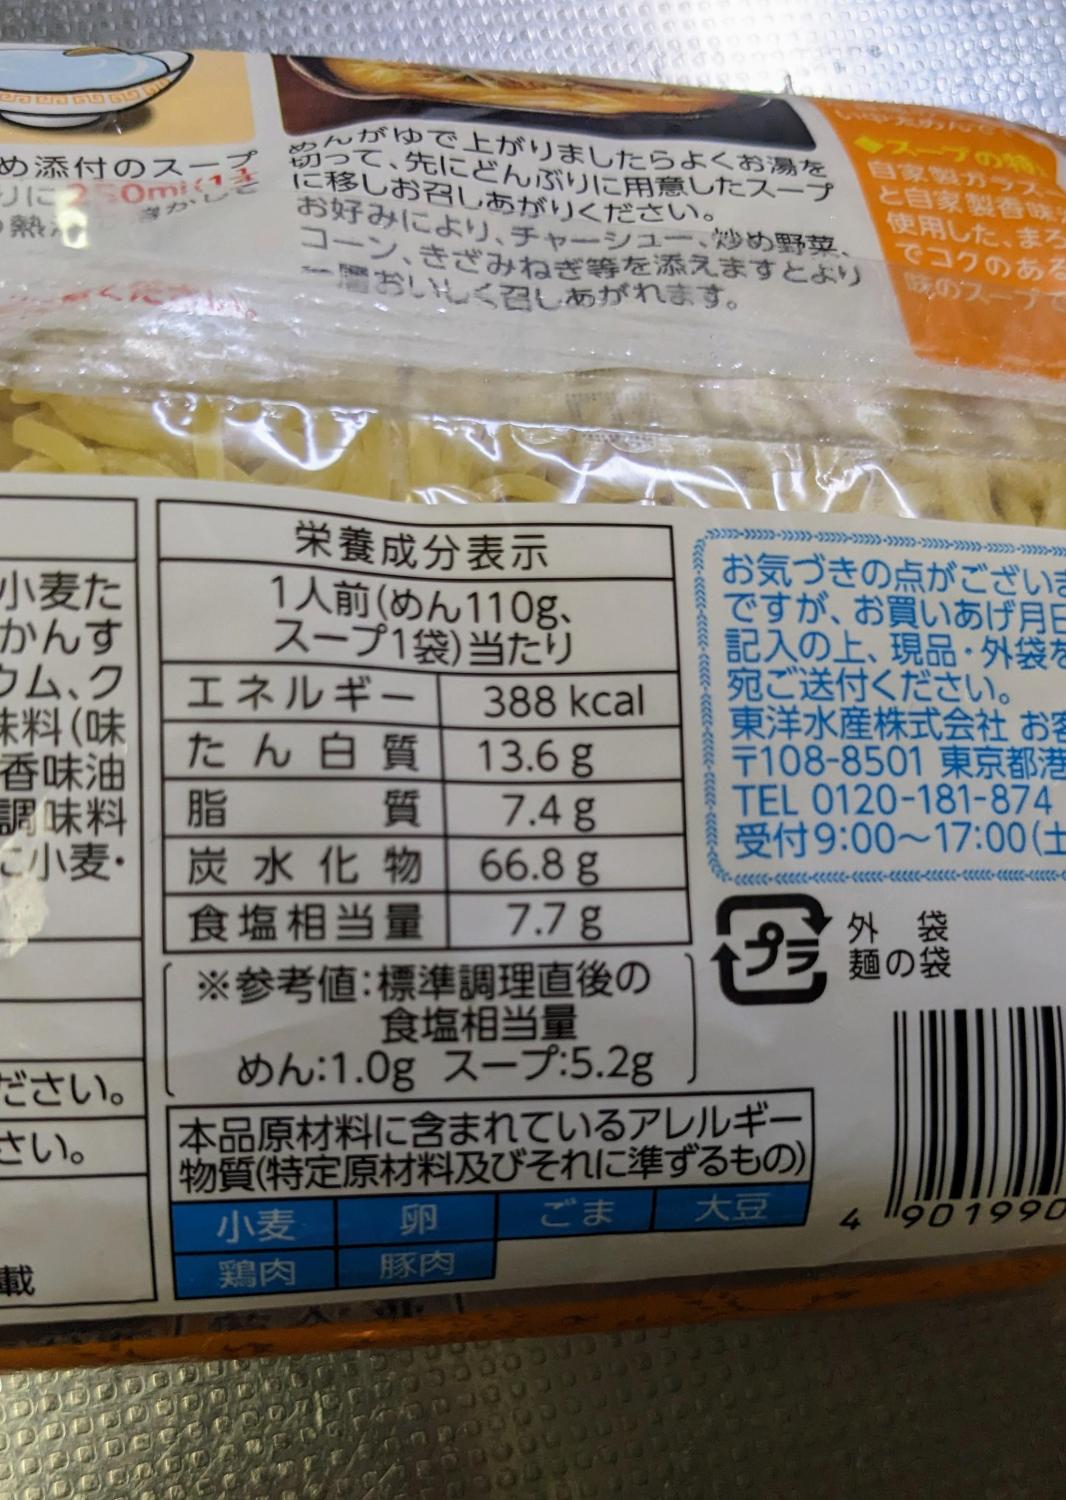 め添付のスープ
りに250ml(1
めんがゆで上がりましたらよくお湯を
切って、先にどんぶりに用意したスープ
に移しお召しあがりください。
お好みにより、チャーシュー、炒め野菜、
コーン、きざみねぎ等を添えますとより
一層おいしく召しあがれます。
◆スープの特
自家製ガラスー
と自家製香味
使用した、まろ
でコクのある
味のスープで
小麦た
かんす
ウム、ク
味料(味
香味油
調味料
に小麦・
ださい。
さい。
載
栄養成分表示
1人前(めん110g、
スープ1袋)当たり
エネルギー 388 kcal
たん白質 13.6 g
脂質 7.4 g
炭水化物 66.8 g
食塩相当量 7.7 g
※参考値:標準調理直後の
食塩相当量
めん:1.0g スープ:5.2g
本品原材料に含まれているアレルギー
物質(特定原材料及びそれに準ずるもの)
小麦 卵 ごま 大豆
鶏肉 豚肉
お気づきの点がございま
ですが、お買いあげ月日
記入の上、現品・外袋を
宛ご送付ください。
東洋水産株式会社 お客
〒108-8501 東京都港
TEL 0120-181-874
受付9:00～17:00(土
プラ
外袋
麺の袋
4 901990